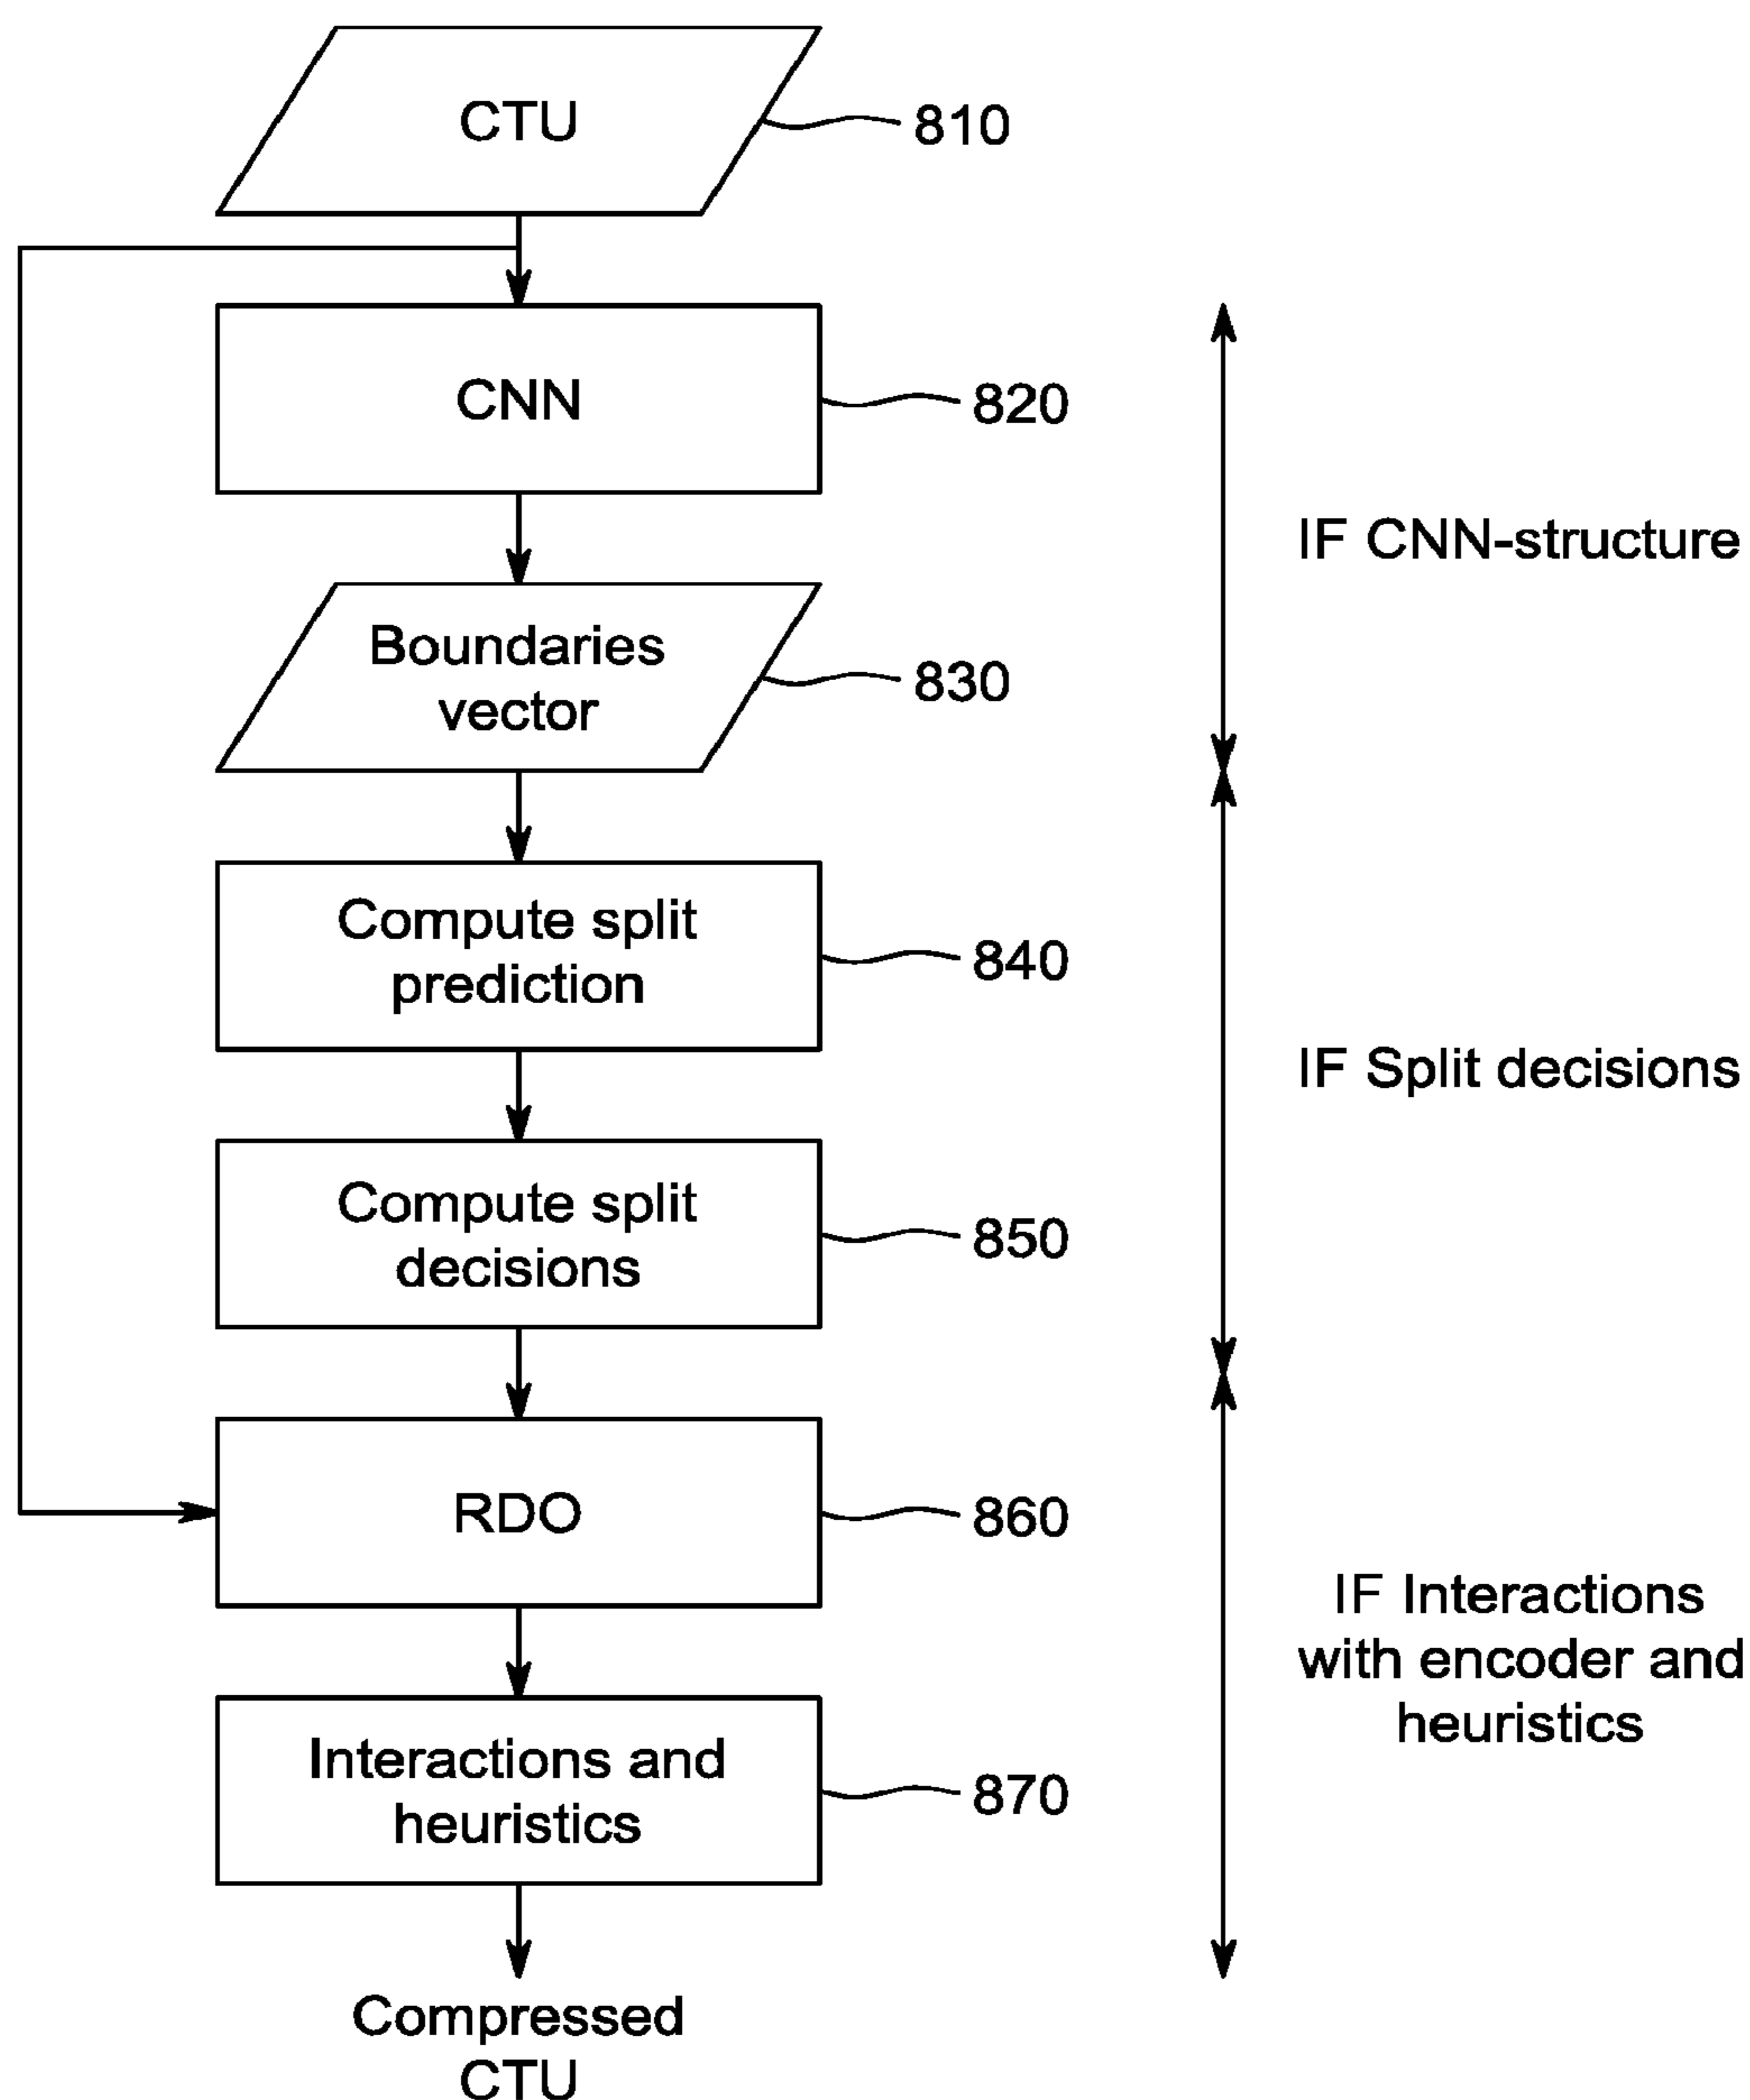 CTU
810
CNN
820
IF CNN-structure
Boundaries
vector
830
Compute split
prediction
840
IF Split decisions
Compute split
decisions
850
RDO
860
IF Interactions
with encoder and
heuristics
Interactions and
heuristics
870
Compressed
CTU